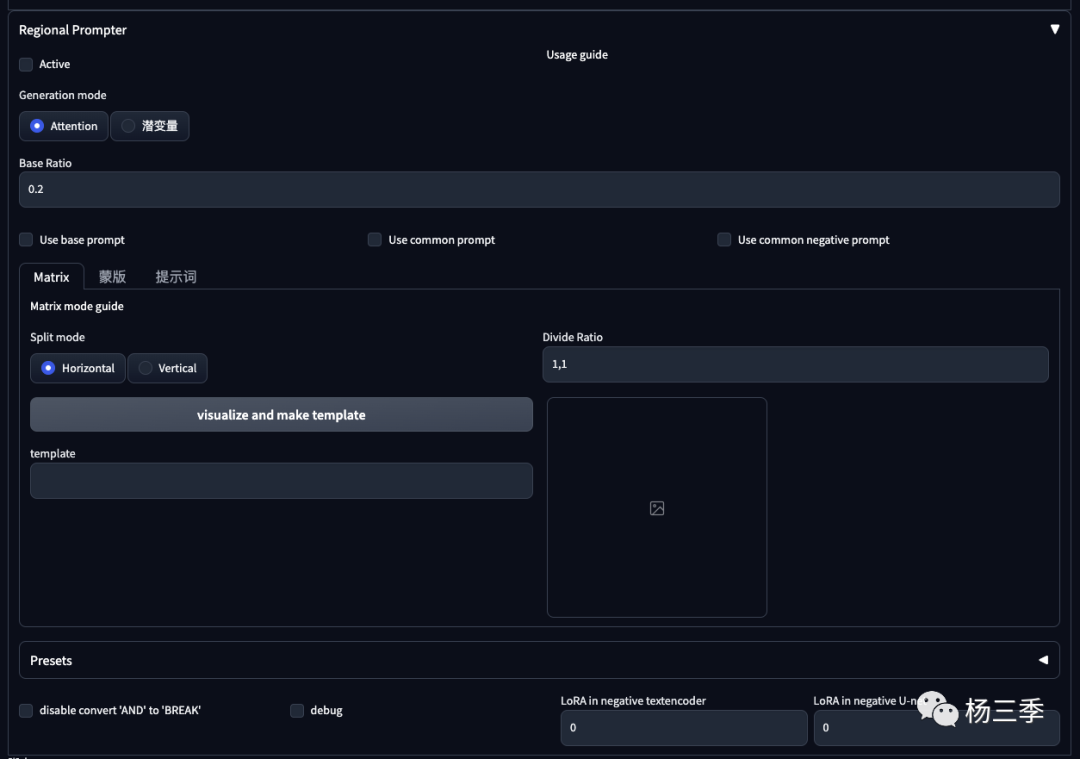 Regional Prompter
▼
Usage guide
Active
Generation mode
Attention 潜变量
Base Ratio
0.2
Use base prompt Use common prompt Use common negative prompt
Matrix 蒙版 提示词
Matrix mode guide
Split mode Divide Ratio
Horizontal Vertical 1,1
visualize and make template
template
Presets ◀
disable convert 'AND' to 'BREAK' debug
LoRA in negative textencoder LoRA in negative
0 0
杨三季